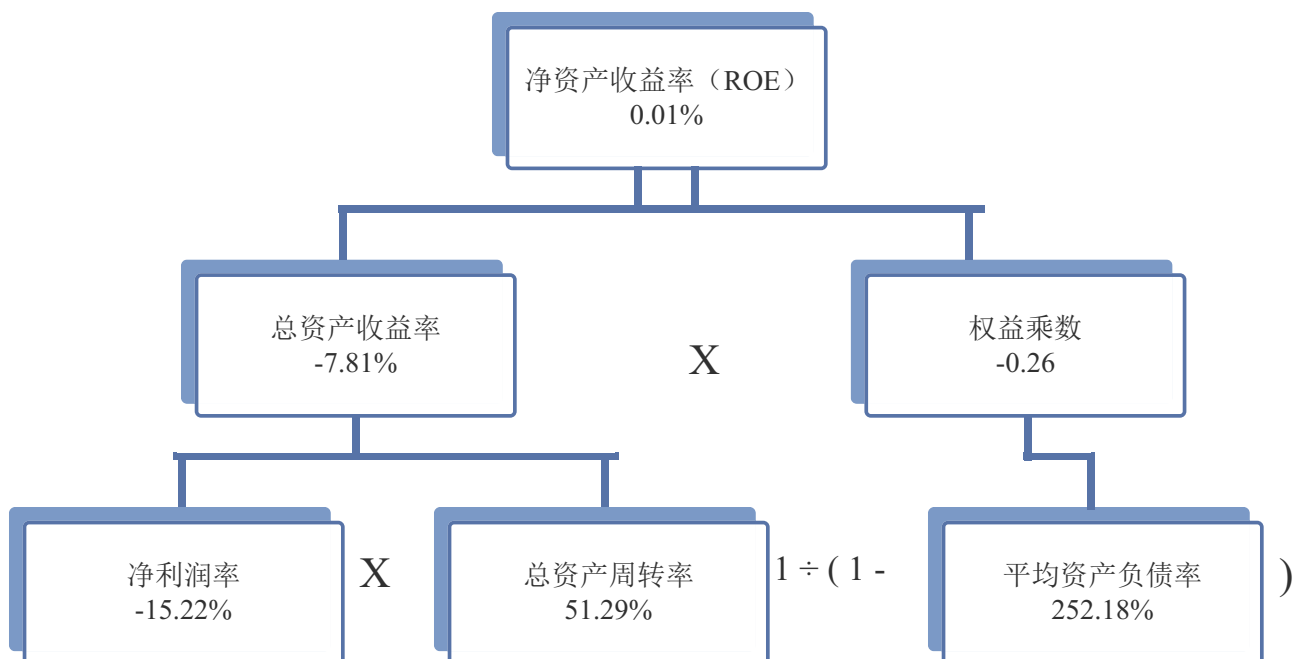 净资产收益率（ROE）
0.01%
总资产收益率
-7.81%
X
权益乘数
-0.26
净利润率
-15.22%
X
总资产周转率
51.29%
1 ÷ ( 1 -
平均资产负债率
252.18%
)